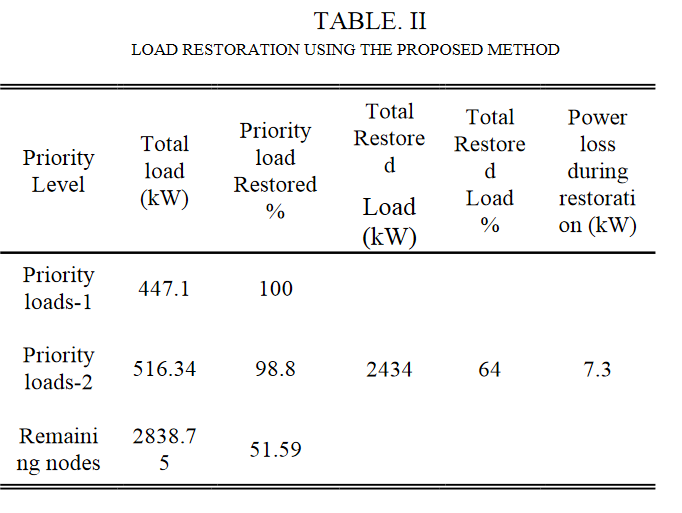 TABLE. II
LOAD RESTORATION USING THE PROPOSED METHOD
Priority
Level
Total
load
(kW)
Priority
load
Restored
%
Total
Restore
d
Load
(kW)
Total
Restore
d
Load
%
Power
loss
during
restorati
on (kW)
Priority
loads-1
447.1
100
Priority
loads-2
516.34
98.8
2434
64
7.3
Remaini
ng nodes
2838.7
5
51.59